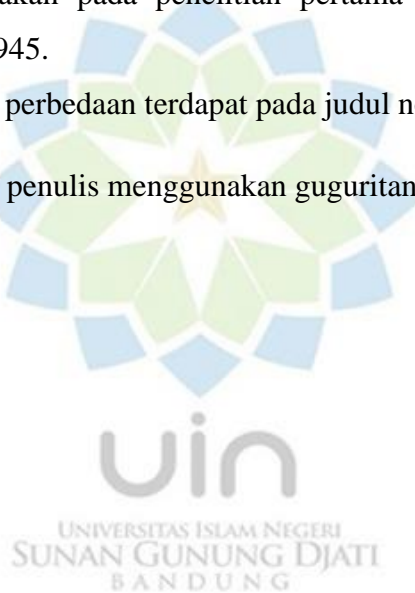 akan pada penelitian pertama
945.
perbedaan terdapat pada judul n
penulis menggunakan guguritan
uin
UNIVERSITAS ISLAM NEGERI
SUNAN GUNUNG DJATI
BANDUNG